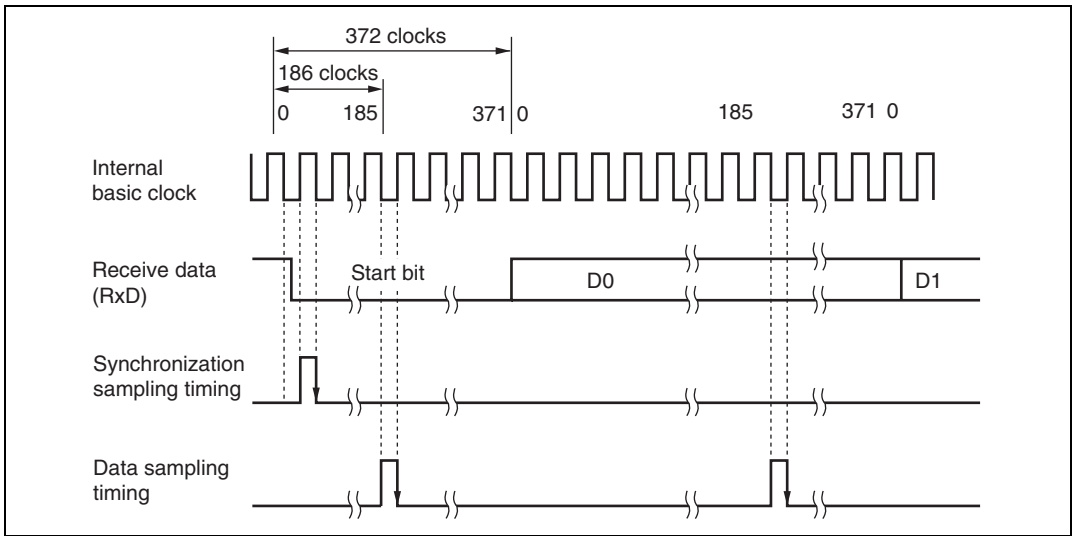 372 clocks
186 clocks
0 185 371 0 185 371 0
Internal
basic clock
Receive data
(RxD)
Start bit D0 D1
Synchronization
sampling timing
Data sampling
timing